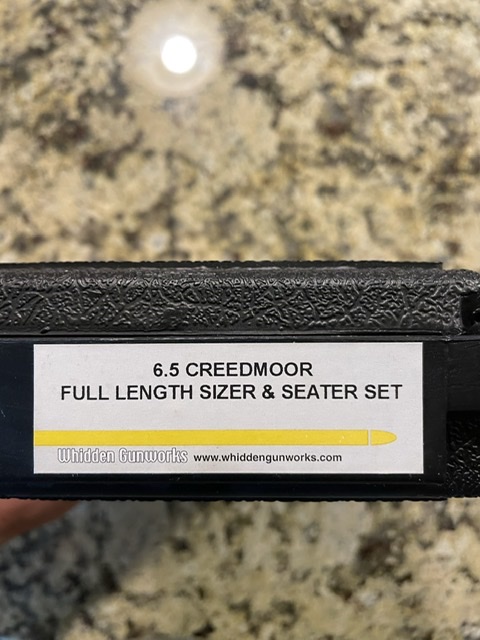 6.5 CREEDMOOR
FULL LENGTH SIZER & SEATER SET
Whidden Gunworks www.whiddengunworks.com